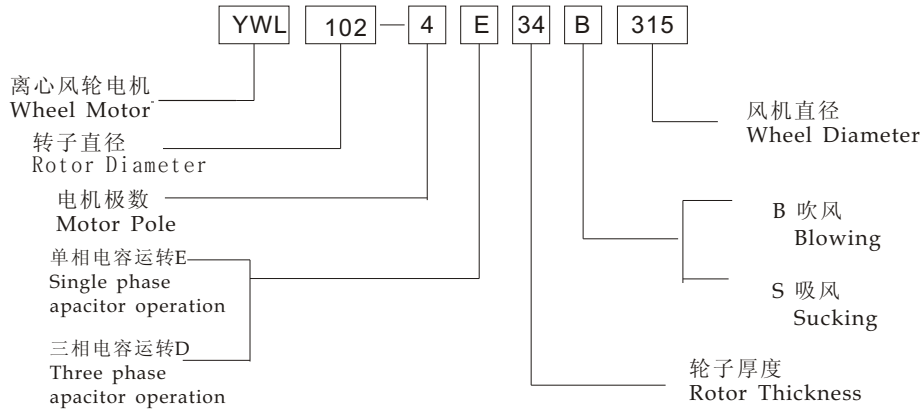 YWL 102 — 4 E 34 B 315
离心风轮电机
Wheel Motor
转子直径
Rotor Diameter
电机极数
Motor Pole
单相电容运转E
Single phase
apacitor operation
三相电容运转D
Three phase
apacitor operation
风机直径
Wheel Diameter
B 吹风
Blowing
S 吸风
Sucking
轮子厚度
Rotor Thickness